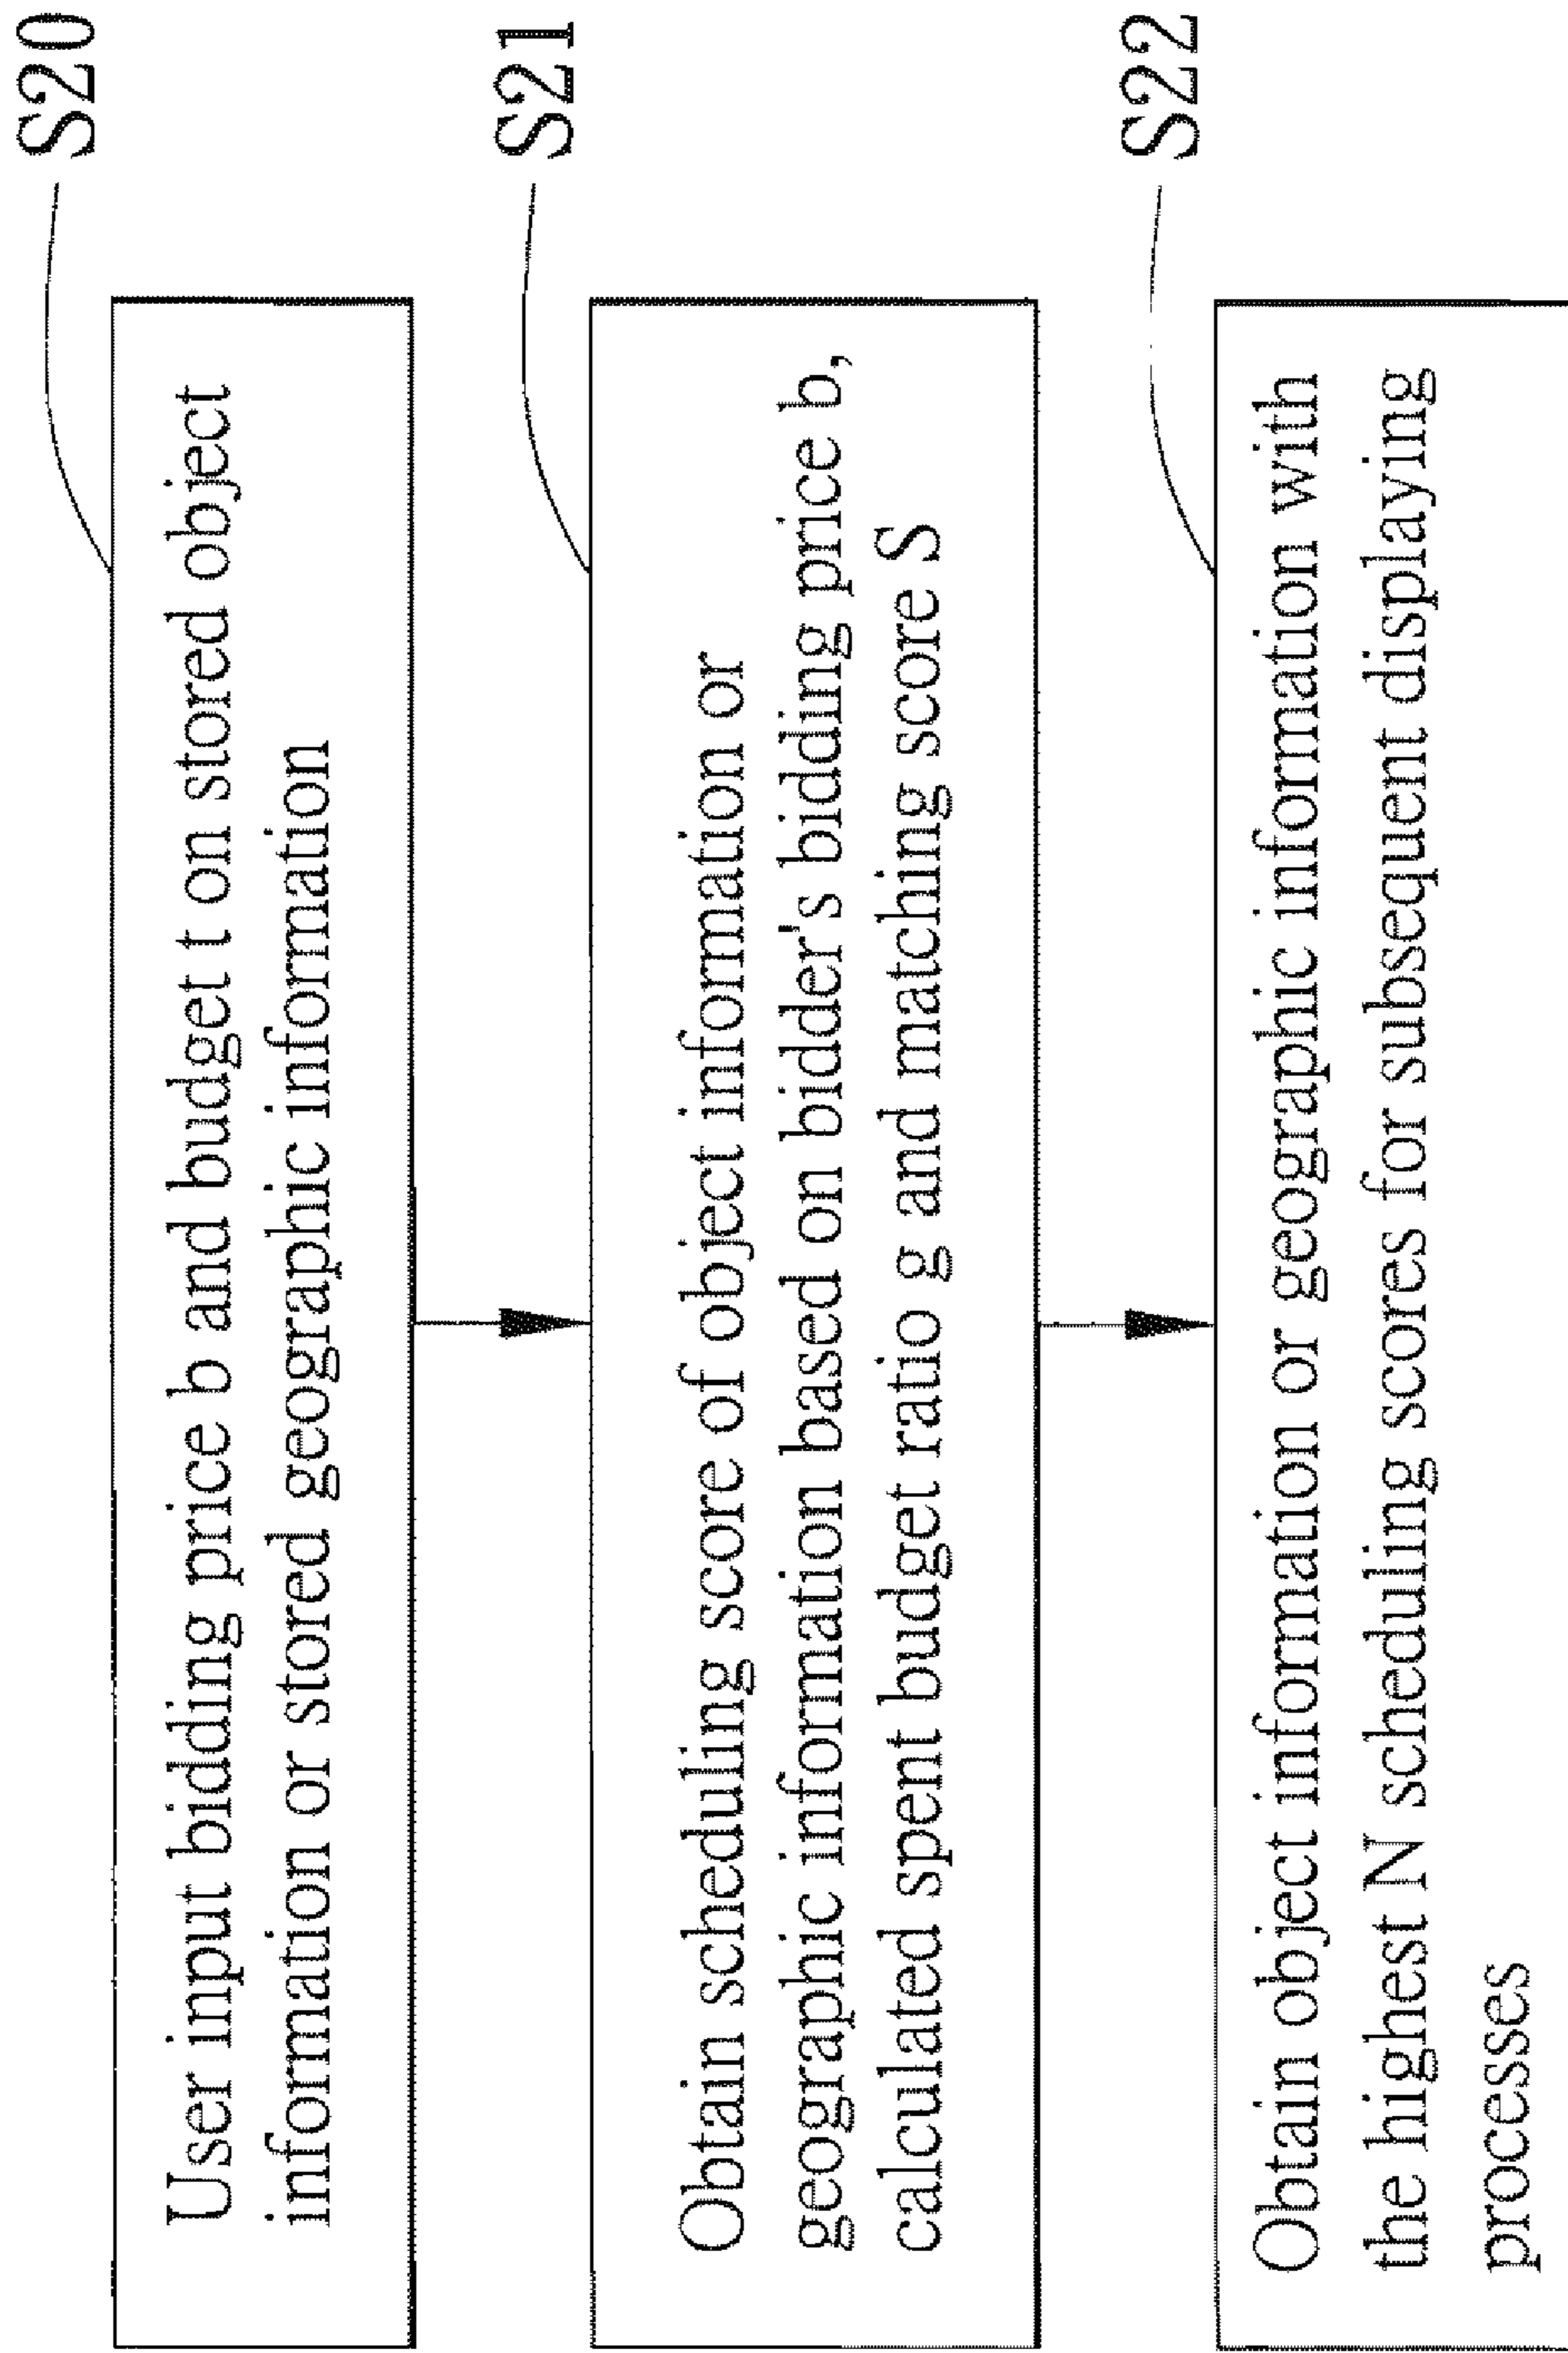 User input bidding price b and budget t on stored object
information or stored geographic information
S20
Obtain scheduling score of object information or
geographic information based on bidder's bidding price b,
calculated spent budget ratio g and matching score S
S21
Obtain object information or geographic information with
the highest N scheduling scores for subsequent displaying
processes
S22